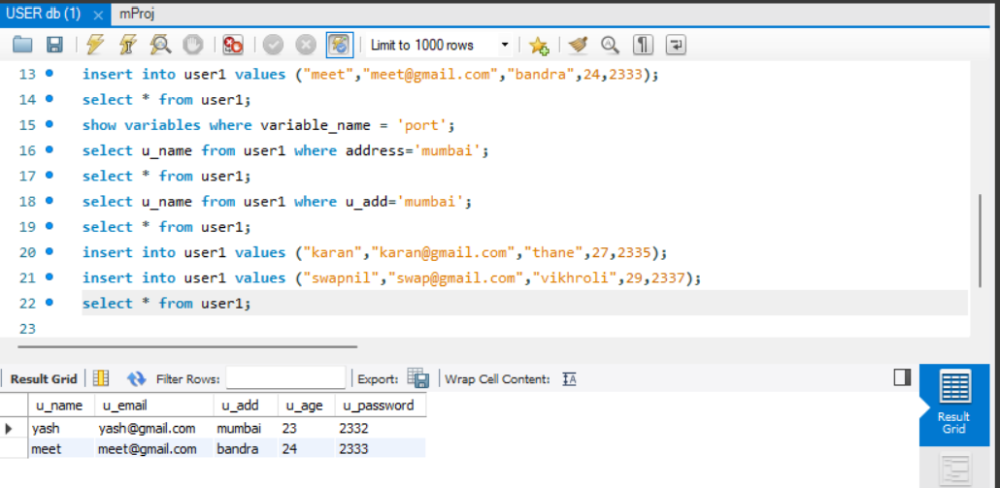 USER db (1) × mProj
Limit to 1000 rows
13 insert into user1 values ("meet","meet@gmail.com","bandra",24,2333);
14 select * from user1;
15 show variables where variable_name = 'port';
16 select u_name from user1 where address='mumbai';
17 select * from user1;
18 select u_name from user1 where u_add='mumbai';
19 select * from user1;
20 insert into user1 values ("karan","karan@gmail.com","thane",27,2335);
21 insert into user1 values ("swapnil","swap@gmail.com","vikhroli",29,2337);
22 select * from user1;
23
Result Grid Filter Rows: Export: Wrap Cell Content: IA
u_name u_email u_add u_age u_password
yash yash@gmail.com mumbai 23 2332
meet meet@gmail.com bandra 24 2333
Result
Grid